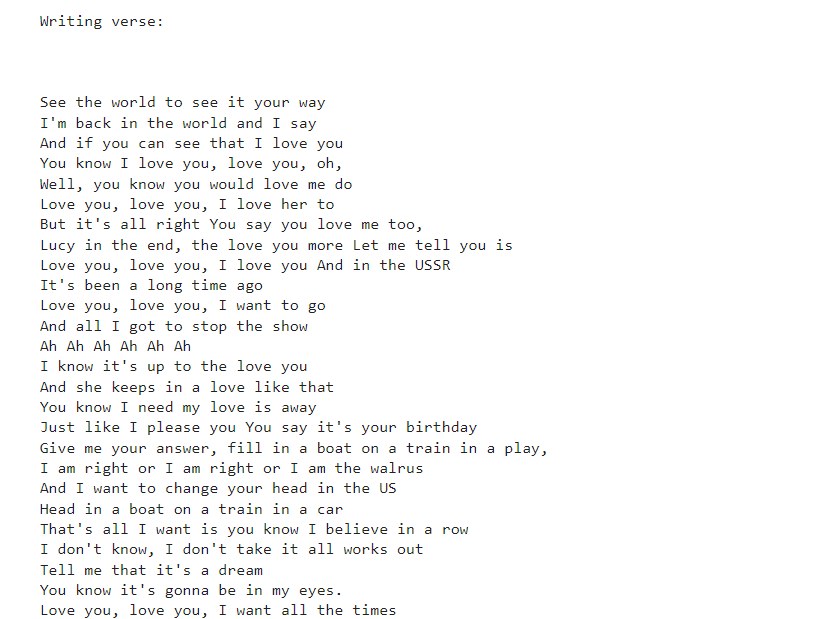 Writing verse:
See the world to see it your way
I'm back in the world and I say
And if you can see that I love you
You know I love you, love you, oh,
Well, you know you would love me do
Love you, love you, I love her to
But it's all right You say you love me too,
Lucy in the end, the love you more Let me tell you is
Love you, love you, I love you And in the USSR
It's been a long time ago
Love you, love you, I want to go
And all I got to stop the show
Ah Ah Ah Ah Ah Ah
I know it's up to the love you
And she keeps in a love like that
You know I need my love is away
Just like I please you You say it's your birthday
Give me your answer, fill in a boat on a train in a play,
I am right or I am right or I am the walrus
And I want to change your head in the US
Head in a boat on a train in a car
That's all I want is you know I believe in a row
I don't know, I don't take it all works out
Tell me that it's a dream
You know it's gonna be in my eyes.
Love you, love you, I want all the times